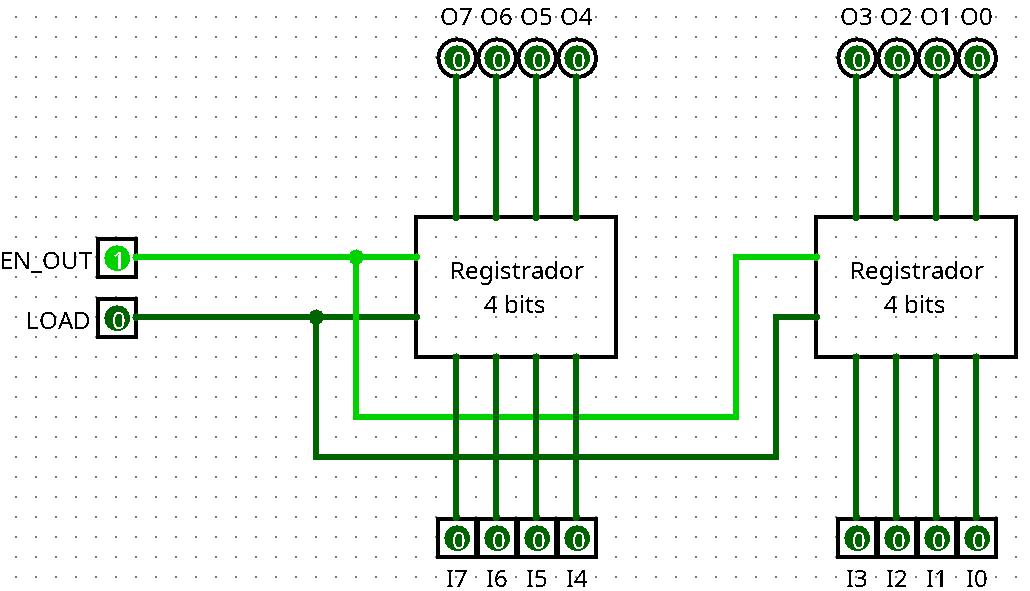 O7 O6 O5 O4 O3 O2 O1 O0
0 0 0 0 0 0 0 0
EN_OUT 1
Registrador Registrador
4 bits 4 bits
LOAD 0
0 0 0 0 0 0 0 0
I7 I6 I5 I4 I3 I2 I1 I0